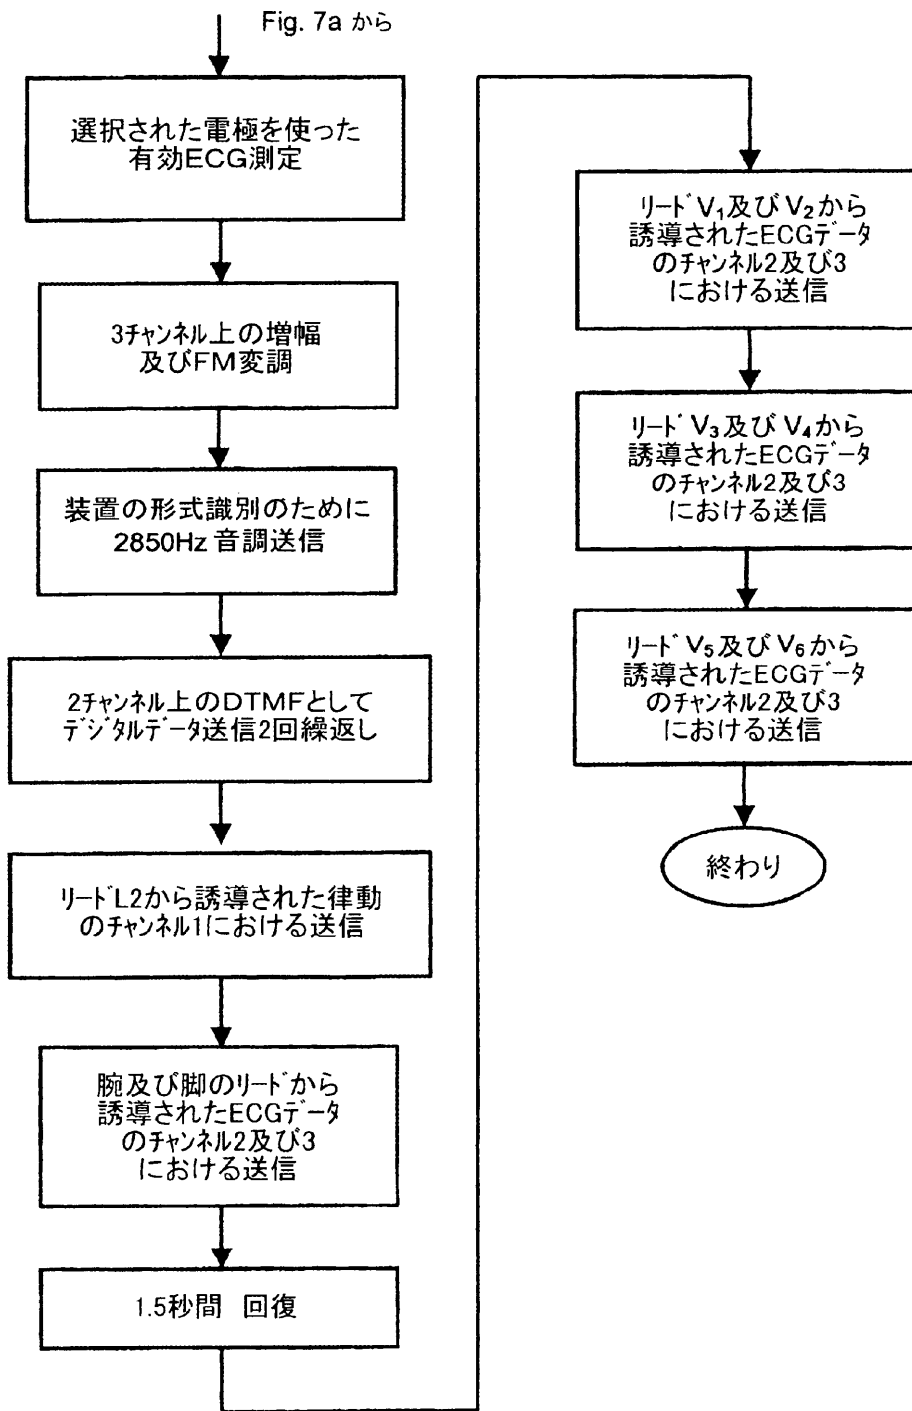 Fig. 7a から
選択された電極を使った
有効ECG測定
3チャンネル上の増幅
及びFM変調
装置の形式識別のために
2850Hz 音調送信
2チャンネル上のDTMFとして
デジタルデータ送信2回繰返し
リードL2から誘導された律動
のチャンネル1における送信
腕及び脚のリードから
誘導されたECGデータ
のチャンネル2及び3
における送信
1.5秒間 回復
リードV₁及びV₂から
誘導されたECGデータ
のチャンネル2及び3
における送信
リードV₃及びV₄から
誘導されたECGデータ
のチャンネル2及び3
における送信
リードV₅及びV₆から
誘導されたECGデータ
のチャンネル2及び3
における送信
終わり